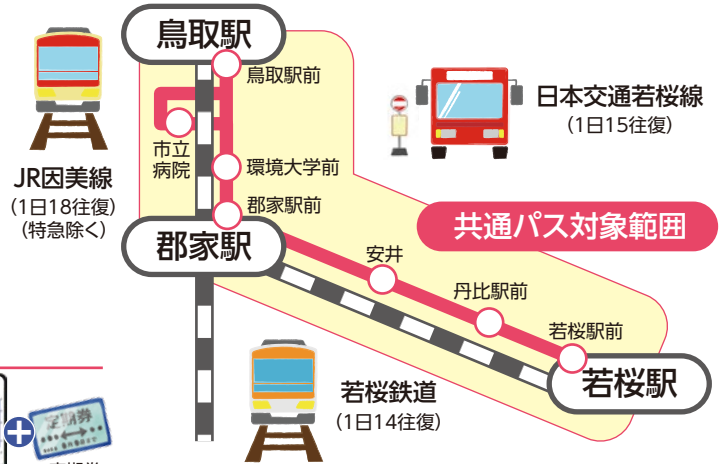 鳥取駅
鳥取駅前
市立
病院
環境大学前
郡家駅前
郡家駅
JR因美線
(1日18往復)
(特急除く)
日本交通若桜線
(1日15往復)
共通パス対象範囲
安井
丹比駅前
若桜駅前
若桜駅
若桜鉄道
(1日14往復)
定期券